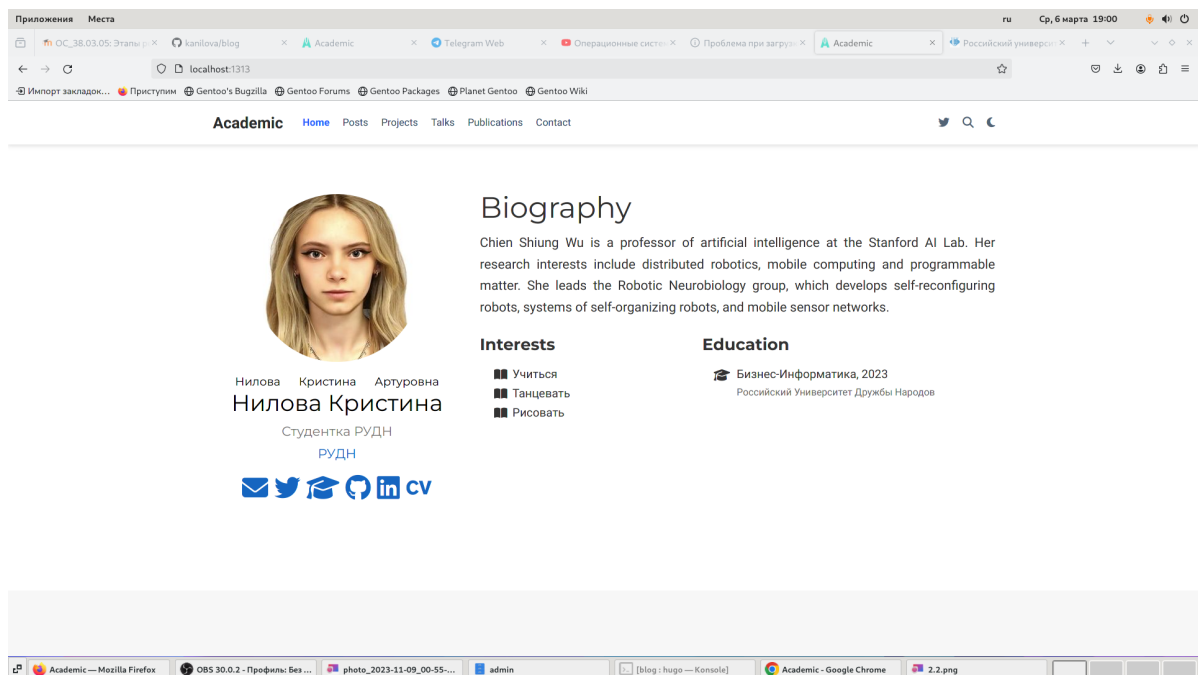 Приложения Места ru Ср, 6 марта 19:00
ОС_38.03.05: Этапы р kanilova/blog Academic Telegram Web Операционные систе Проблема при загруз Academic Российский университ
localhost:1313
Импорт закладок... Приступим Gentoo's Bugzilla Gentoo Forums Gentoo Packages Planet Gentoo Gentoo Wiki
Academic Home Posts Projects Talks Publications Contact
Biography
Chien Shiung Wu is a professor of artificial intelligence at the Stanford AI Lab. Her
research interests include distributed robotics, mobile computing and programmable
matter. She leads the Robotic Neurobiology group, which develops self-reconfiguring
robots, systems of self-organizing robots, and mobile sensor networks.
Interests
Учиться
Танцевать
Рисовать
Education
Бизнес-Информатика, 2023
Российский Университет Дружбы Народов
Нилова Кристина Артуровна
Нилова Кристина
Студентка РУДН
РУДН
CV
Academic — Mozilla Firefox OBS 30.0.2 - Профиль: Без ... photo_2023-11-09_00-55-... admin [blog : hugo — Konsole] Academic - Google Chrome 2.2.png